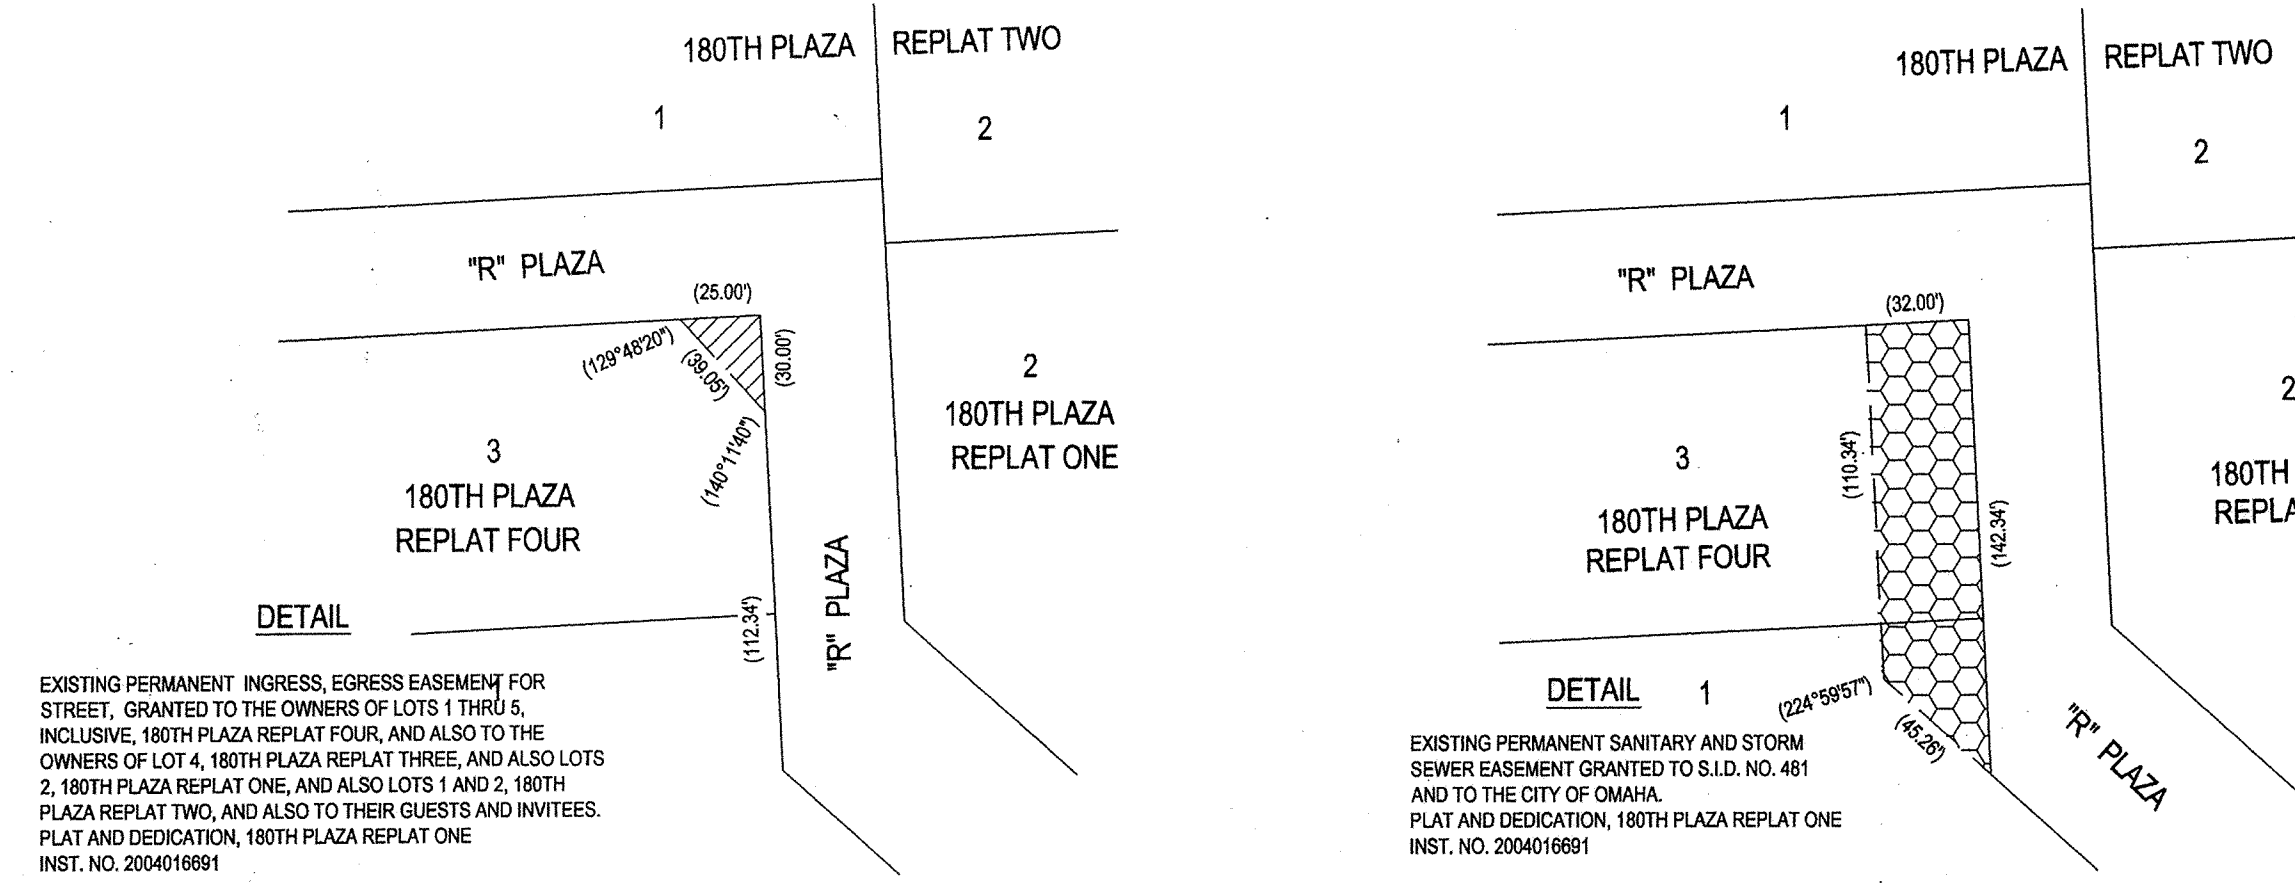 180TH PLAZA
REPLAT TWO
1
2
"R" PLAZA
(25.00')
(129°48'20")
(39.05')
(30.00')
(140°11'40")
2
180TH PLAZA
REPLAT ONE
3
180TH PLAZA
REPLAT FOUR
"R" PLAZA
(112.34')
DETAIL
1
EXISTING PERMANENT INGRESS, EGRESS EASEMENT FOR
STREET, GRANTED TO THE OWNERS OF LOTS 1 THRU 5,
INCLUSIVE, 180TH PLAZA REPLAT FOUR, AND ALSO TO THE
OWNERS OF LOT 4, 180TH PLAZA REPLAT THREE, AND ALSO LOTS
2, 180TH PLAZA REPLAT ONE, AND ALSO LOTS 1 AND 2, 180TH
PLAZA REPLAT TWO, AND ALSO TO THEIR GUESTS AND INVITEES.
PLAT AND DEDICATION, 180TH PLAZA REPLAT ONE
INST. NO. 2004016691
180TH PLAZA
REPLAT TWO
1
2
"R" PLAZA
(32.00')
2
180TH
REPLA
3
180TH PLAZA
REPLAT FOUR
(110.34')
(142.34')
DETAIL
1
(224°59'57")
(45.26')
"R" PLAZA
EXISTING PERMANENT SANITARY AND STORM
SEWER EASEMENT GRANTED TO S.I.D. NO. 481
AND TO THE CITY OF OMAHA.
PLAT AND DEDICATION, 180TH PLAZA REPLAT ONE
INST. NO. 2004016691